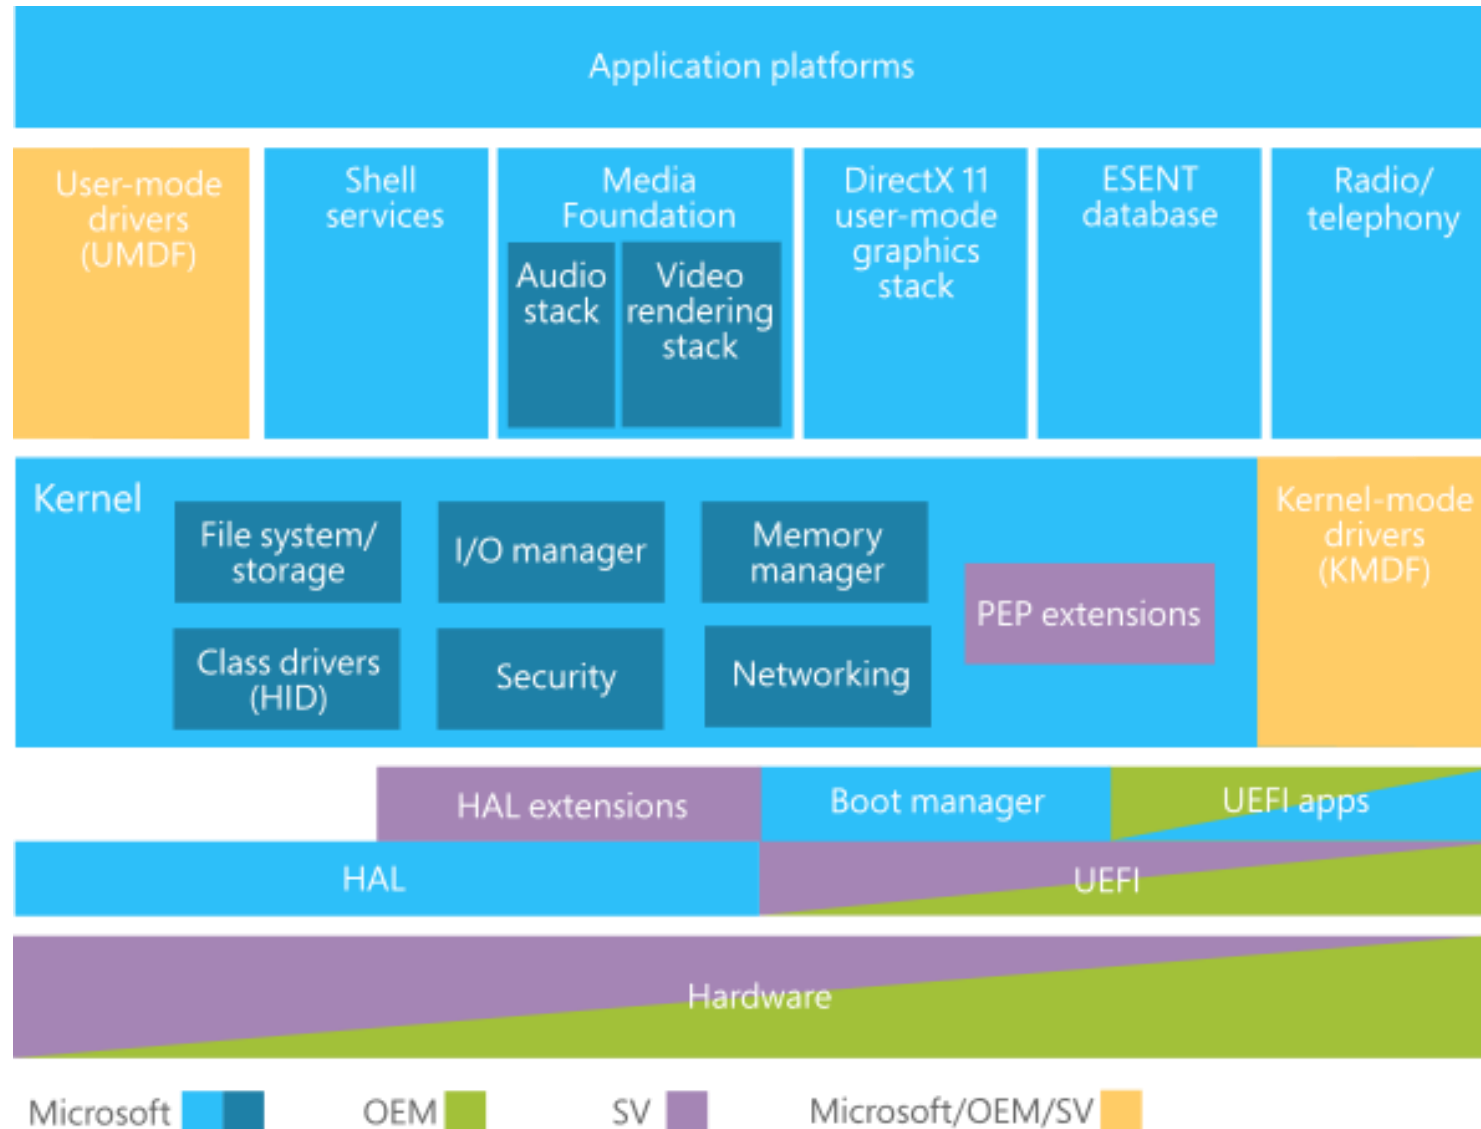 Application platforms
User-mode
drivers
(UMDF)
Shell
services
Media
Foundation
Audio
stack
Video
rendering
stack
DirectX 11
user-mode
graphics
stack
ESENT
database
Radio/
telephony
Kernel
File system/
storage
I/O manager
Memory
manager
PEP extensions
Class drivers
(HID)
Security
Networking
Kernel-mode
drivers
(KMDF)
HAL extensions
Boot manager
UEFI apps
HAL
UEFI
Hardware
Microsoft
OEM
SV
Microsoft/OEM/SV